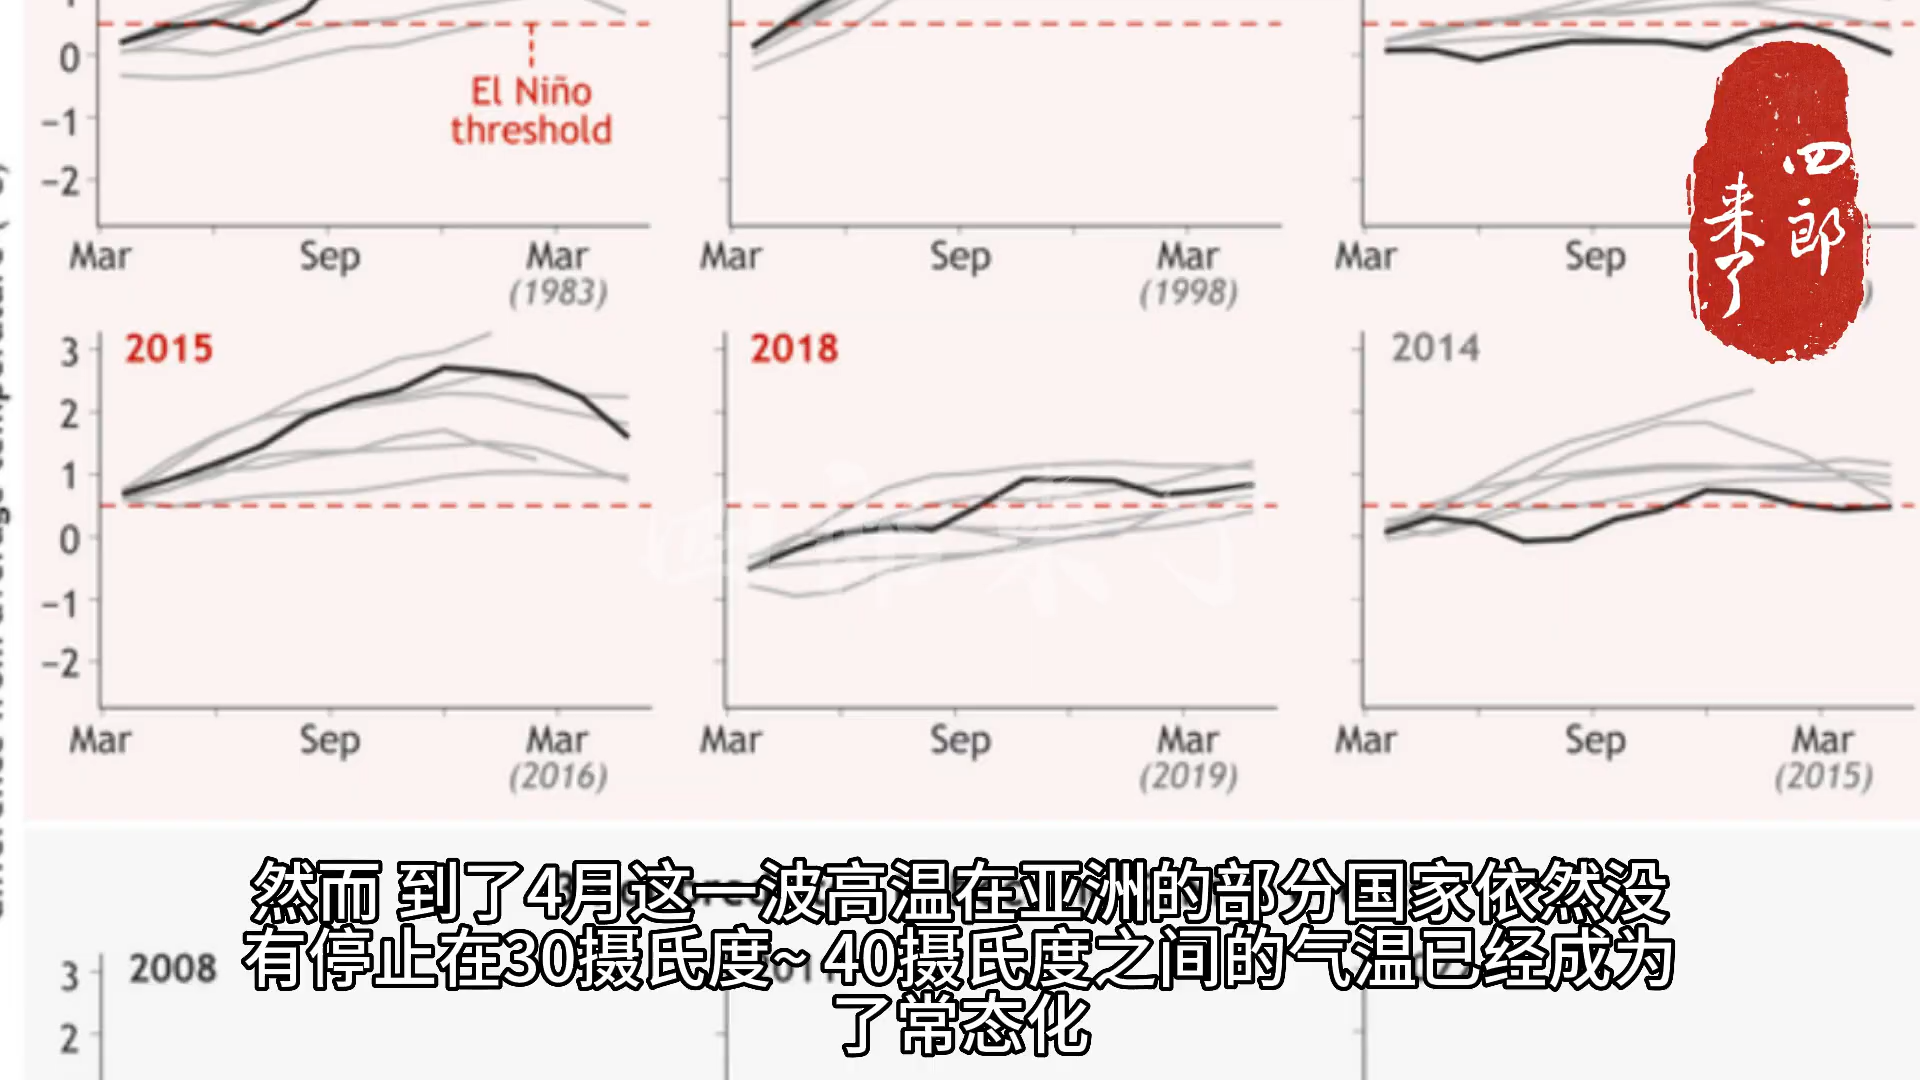 1
0
−1
−2
El Niño
threshold
Mar Sep Mar
(1983)
Mar Sep Mar
(1998)
Mar Sep
四郎
来了
3
2
1
0
−1
−2
2015
Mar Sep Mar
(2016)
2018
Mar Sep Mar
(2019)
2014
Mar Sep Mar
(2015)
3
2
2008
然而 到了4月这一波高温在亚洲的部分国家依然没
有停止在30摄氏度~ 40摄氏度之间的气温已经成为
了常态化